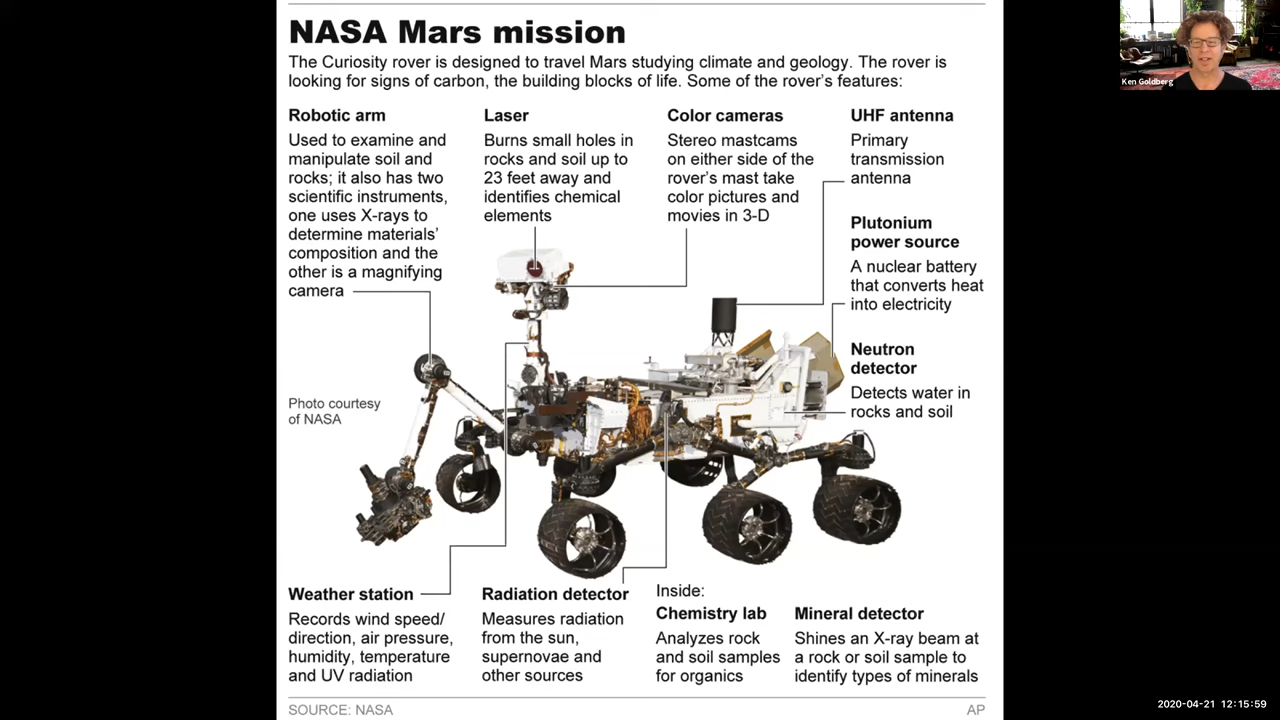 NASA Mars mission
The Curiosity rover is designed to travel Mars studying climate and geology. The rover is
looking for signs of carbon, the building blocks of life. Some of the rover's features:
Robotic arm
Used to examine and
manipulate soil and
rocks; it also has two
scientific instruments,
one uses X-rays to
determine materials'
composition and the
other is a magnifying
camera
Laser
Burns small holes in
rocks and soil up to
23 feet away and
identifies chemical
elements
Color cameras
Stereo mastcams
on either side of the
rover's mast take
color pictures and
movies in 3-D
UHF antenna
Primary
transmission
antenna
Plutonium
power source
A nuclear battery
that converts heat
into electricity
Neutron
detector
Detects water in
rocks and soil
Photo courtesy
of NASA
Weather station
Records wind speed/
direction, air pressure,
humidity, temperature
and UV radiation
Radiation detector
Measures radiation
from the sun,
supernovae and
other sources
Inside:
Chemistry lab
Analyzes rock
and soil samples
for organics
Mineral detector
Shines an X-ray beam at
a rock or soil sample to
identify types of minerals
SOURCE: NASA
AP
Ken Goldberg
2020-04-21 12:15:59